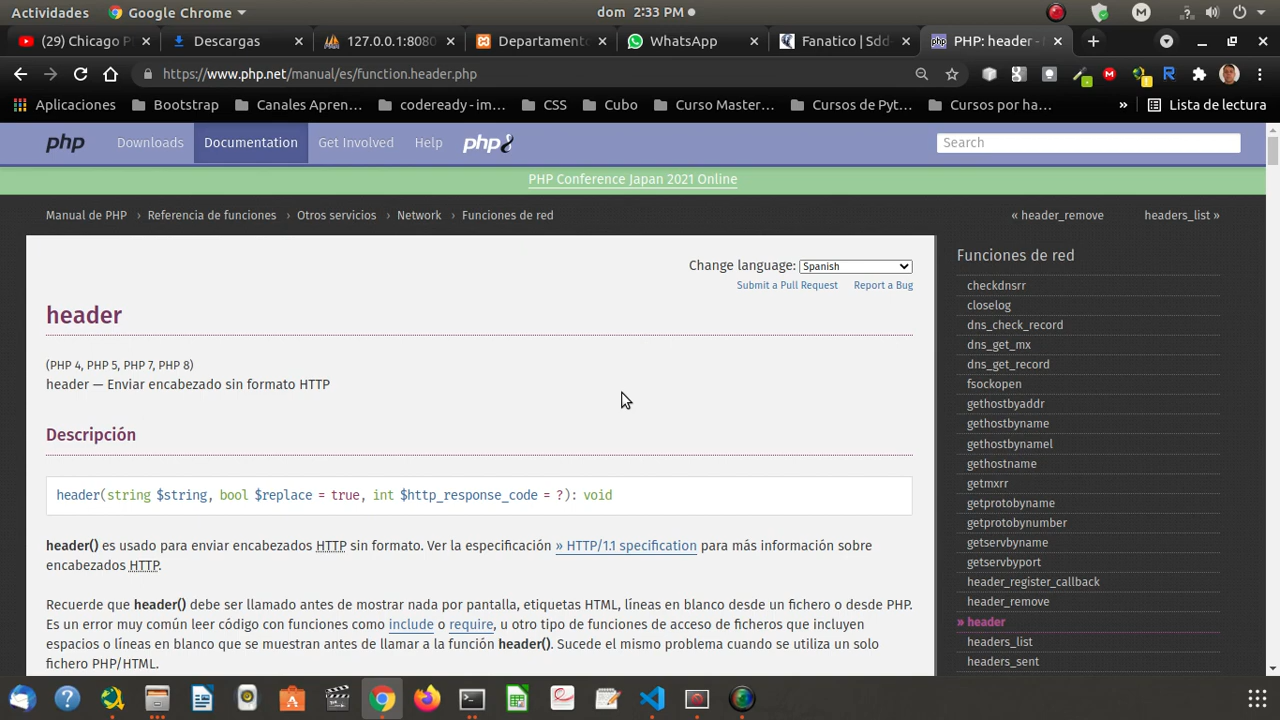 Actividades Google Chrome dom 2:33 PM M
(29) Chicago P Descargas 127.0.0.1:8080 Departament WhatsApp Fanatico | Sdd- PHP: header -
https://www.php.net/manual/es/function.header.php
Aplicaciones Bootstrap Canales Apren... codeready-im... CSS Cubo Curso Master... Cursos de Pyt... Cursos por ha... » Lista de lectura
php Downloads Documentation Get Involved Help php8 Search
PHP Conference Japan 2021 Online
Manual de PHP › Referencia de funciones › Otros servicios › Network › Funciones de red « header_remove headers_list »
Change language: Spanish
Submit a Pull Request Report a Bug
header
(PHP 4, PHP 5, PHP 7, PHP 8)
header — Enviar encabezado sin formato HTTP
Descripción
header(string $string, bool $replace = true, int $http_response_code = ?): void
header() es usado para enviar encabezados HTTP sin formato. Ver la especificación » HTTP/1.1 specification para más información sobre
encabezados HTTP.
Recuerde que header() debe ser llamado antes de mostrar nada por pantalla, etiquetas HTML, líneas en blanco desde un fichero o desde PHP.
Es un error muy común leer código con funciones como include o require, u otro tipo de funciones de acceso de ficheros que incluyen
espacios o líneas en blanco que se muestran antes de llamar a la función header(). Sucede el mismo problema cuando se utiliza un solo
fichero PHP/HTML.
Funciones de red
checkdnsrr
closelog
dns_check_record
dns_get_mx
dns_get_record
fsockopen
gethostbyaddr
gethostbyname
gethostbynamel
gethostname
getmxrr
getprotobyname
getprotobynumber
getservbyname
getservbyport
header_register_callback
header_remove
» header
headers_list
headers_sent